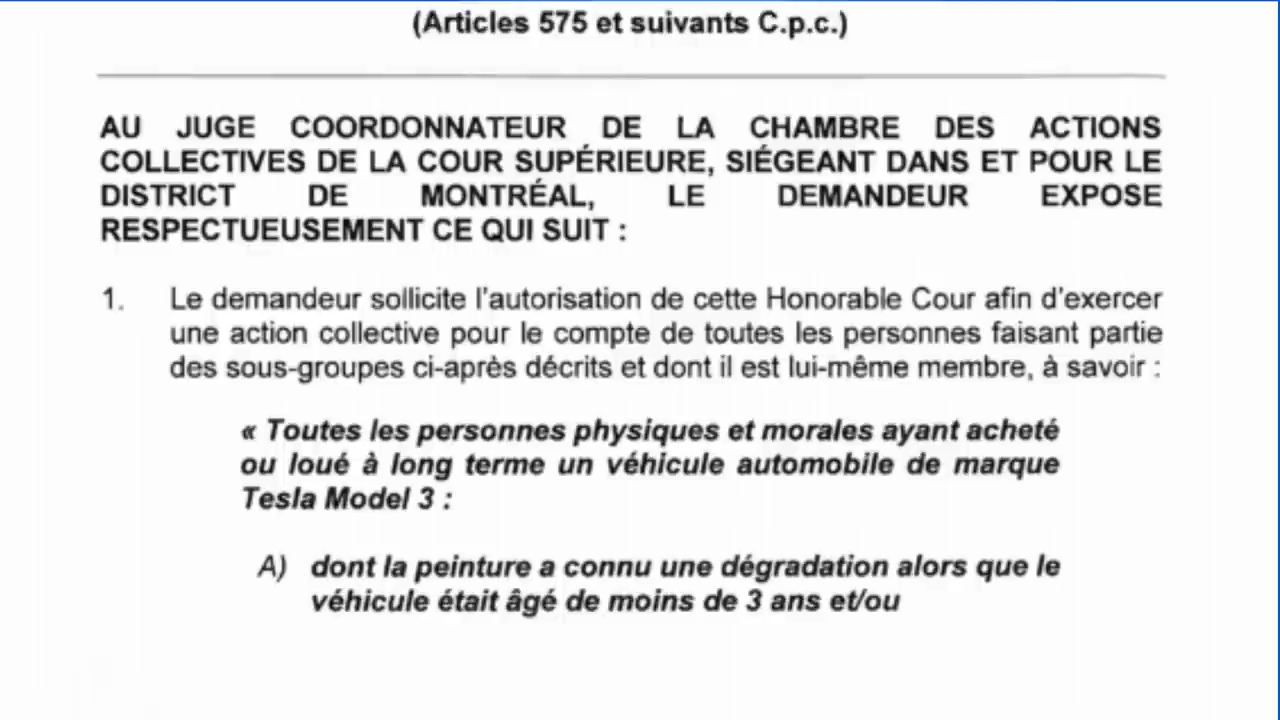 (Articles 575 et suivants C.p.c.)
AU JUGE COORDONNATEUR DE LA CHAMBRE DES ACTIONS
COLLECTIVES DE LA COUR SUPÉRIEURE, SIÉGEANT DANS ET POUR LE
DISTRICT DE MONTRÉAL, LE DEMANDEUR EXPOSE
RESPECTUEUSEMENT CE QUI SUIT :
1. Le demandeur sollicite l'autorisation de cette Honorable Cour afin d'exercer
une action collective pour le compte de toutes les personnes faisant partie
des sous-groupes ci-après décrits et dont il est lui-même membre, à savoir :
« Toutes les personnes physiques et morales ayant acheté
ou loué à long terme un véhicule automobile de marque
Tesla Model 3 :
A) dont la peinture a connu une dégradation alors que le
véhicule était âgé de moins de 3 ans et/ou